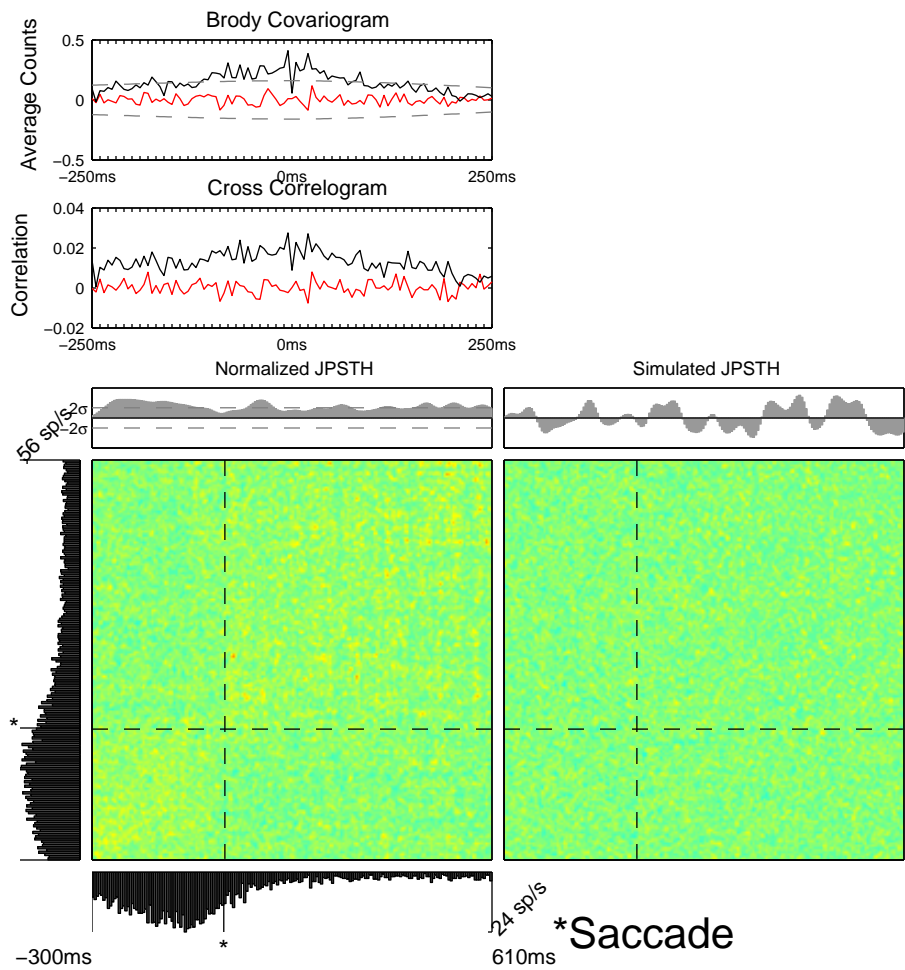 Brody Covariogram
Average Counts
0.5
0
−0.5
−250ms
0ms
250ms
Cross Correlogram
Correlation
0.04
0.02
0
−0.02
−250ms
0ms
250ms
Normalized JPSTH
Simulated JPSTH
2σ
−2σ
56 sp/s
*
*
24 sp/s
*Saccade
−300ms
610ms